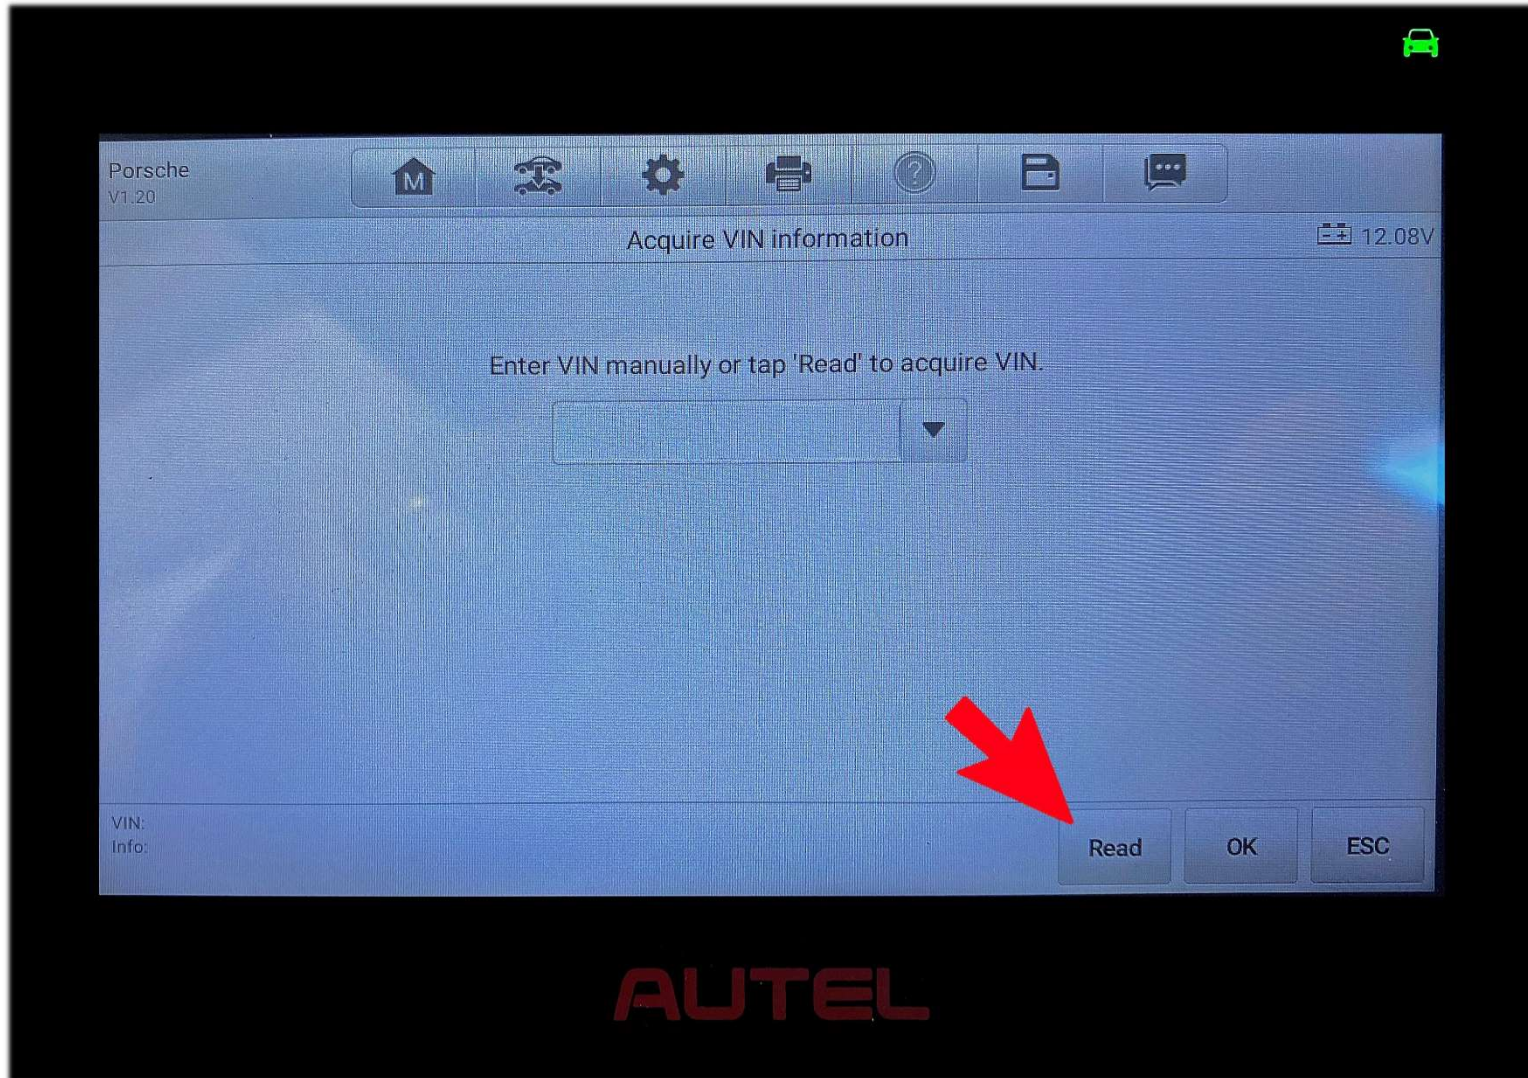 Porsche
V1.20
M
?
Acquire VIN information
12.08V
Enter VIN manually or tap 'Read' to acquire VIN.
VIN:
Info:
Read
OK
ESC
AUTEL